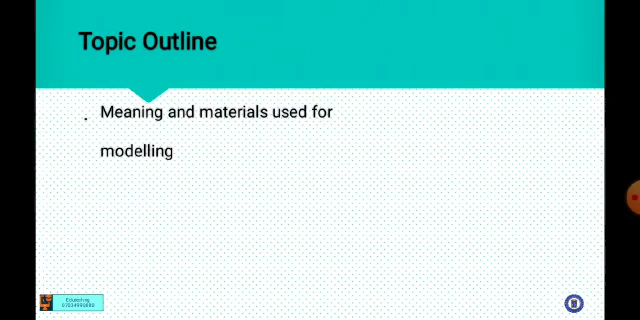 Topic Outline
. Meaning and materials used for
modelling